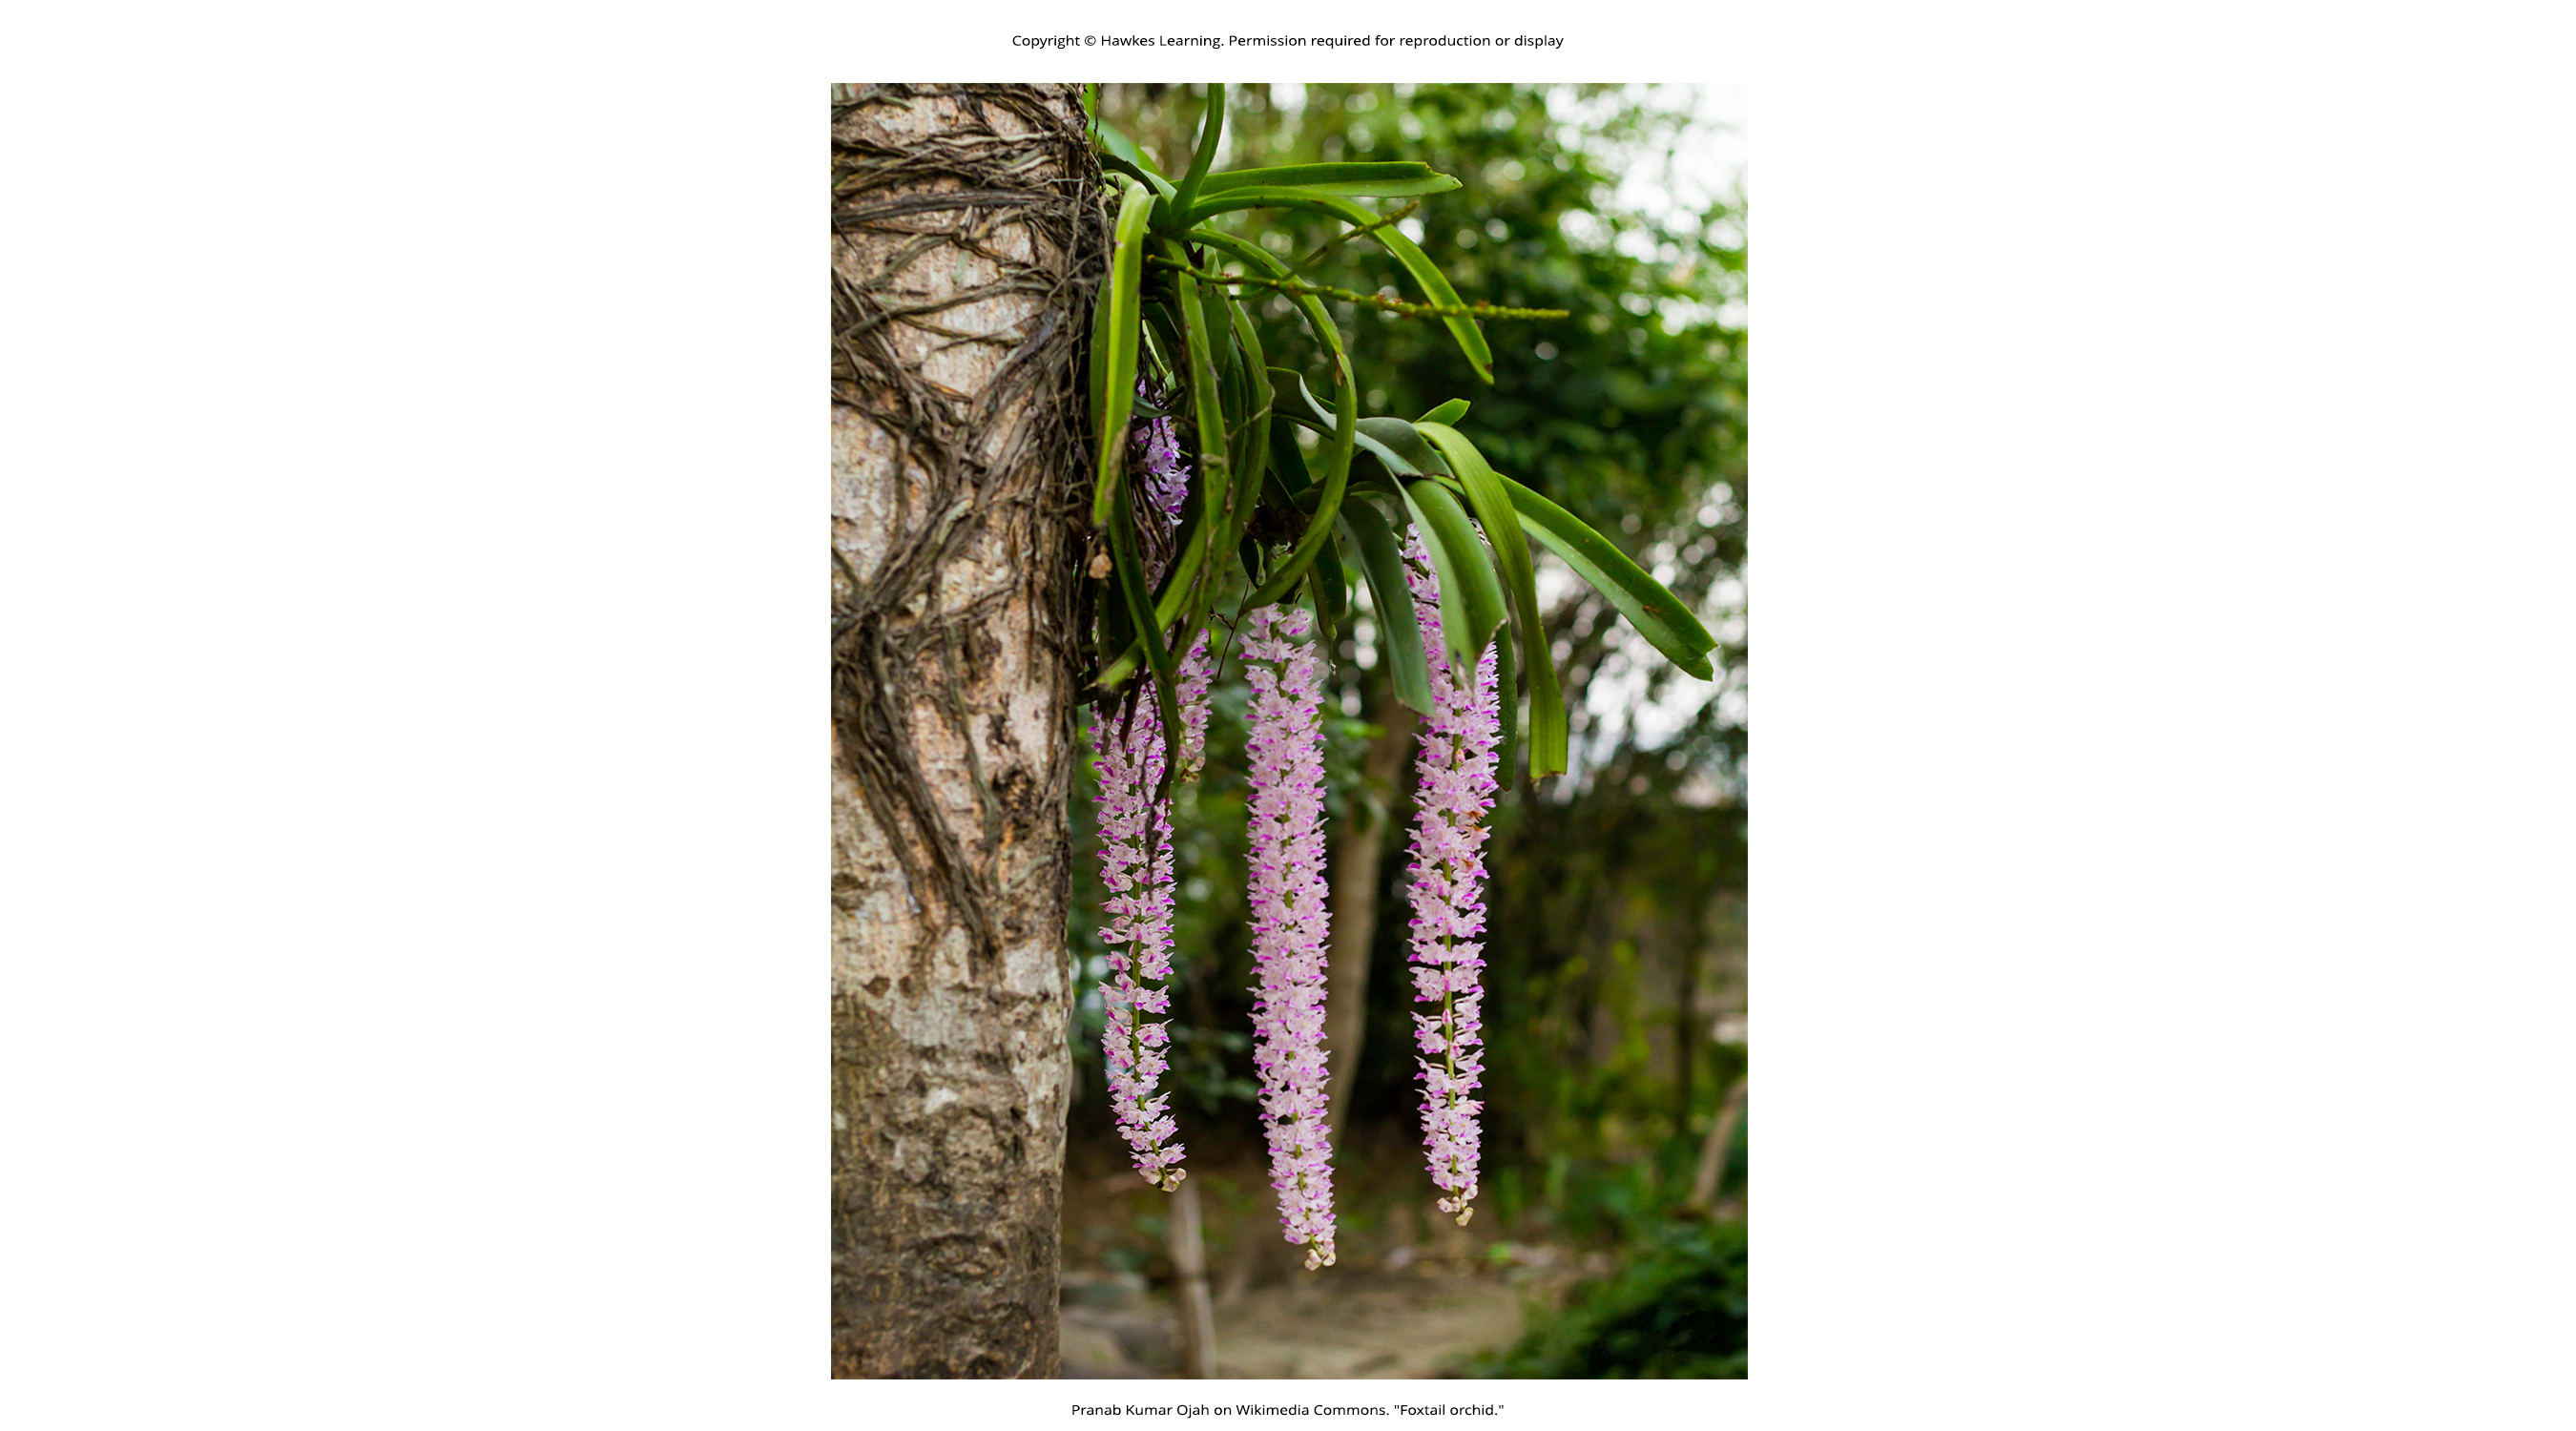 Copyright © Hawkes Learning. Permission required for reproduction or display
Pranab Kumar Ojah on Wikimedia Commons. "Foxtail orchid."